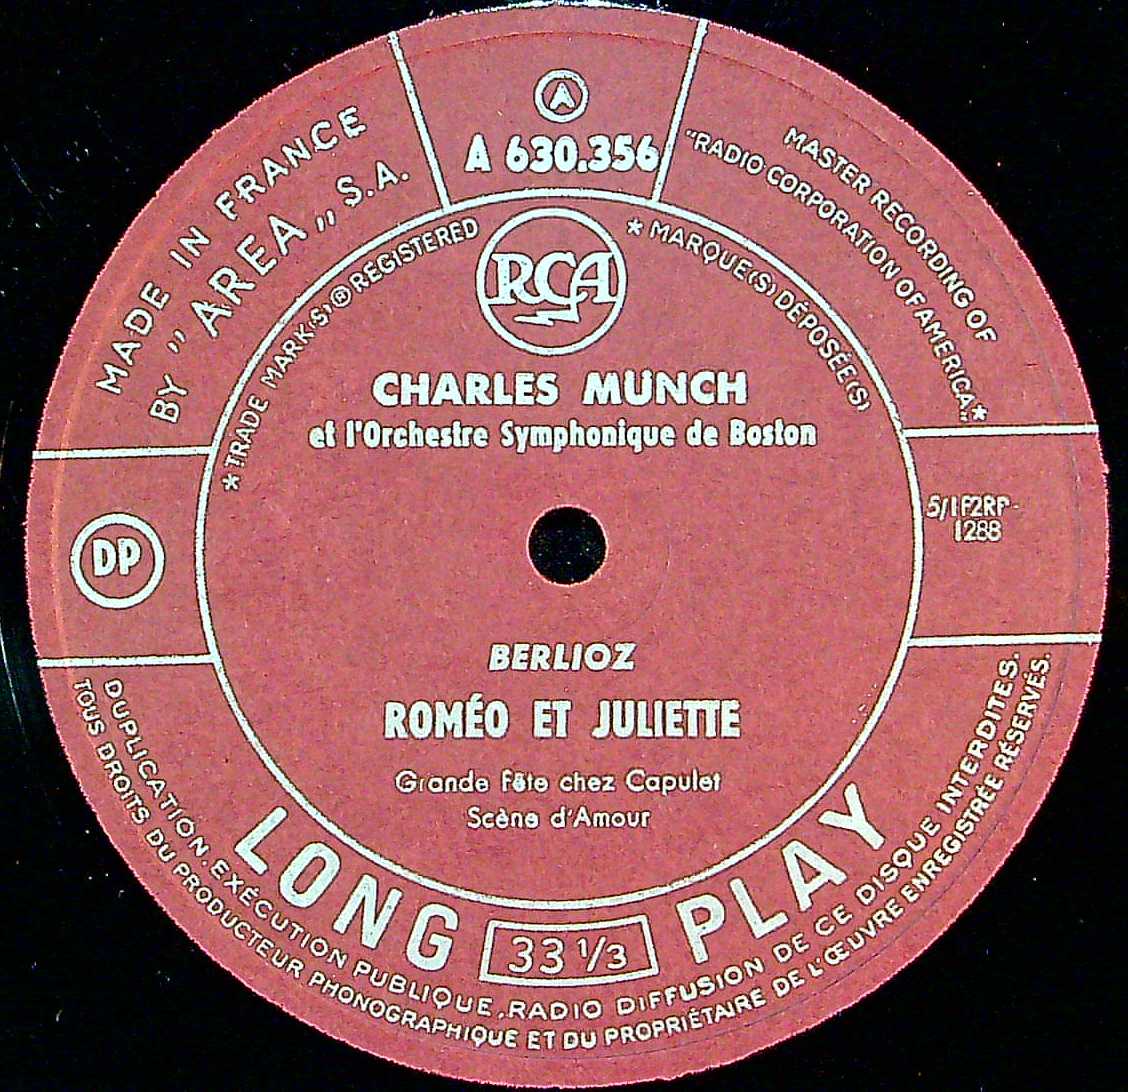 A
A 630.356
MADE IN FRANCE
BY "AREA" S.A.
MASTER RECORDING OF
"RADIO CORPORATION OF AMERICA"*
*TRADE MARK(S)® REGISTERED
*MARQUE(S) DÉPOSÉE(S)
RCA
CHARLES MUNCH
et l'Orchestre Symphonique de Boston
DP
5/1F2RP-
1288
BERLIOZ
ROMÉO ET JULIETTE
Grande Fête chez Capulet
Scène d'Amour
LONG 33 1/3 PLAY
DUPLICATION. EXÉCUTION PUBLIQUE, RADIO DIFFUSION DE CE DISQUE INTERDITES.
TOUS DROITS DU PRODUCTEUR PHONOGRAPHIQUE ET DU PROPRIÉTAIRE DE L'ŒUVRE ENREGISTRÉE RÉSERVÉS.